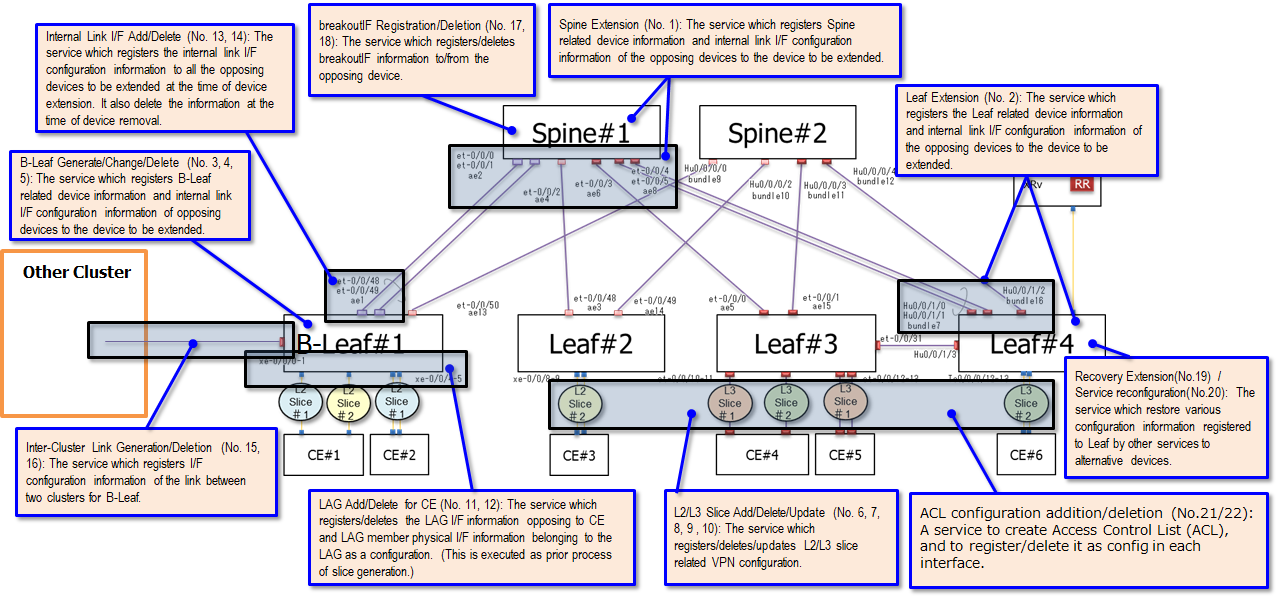 Internal Link I/F Add/Delete (No. 13, 14): The
service which registers the internal link I/F
configuration information to all the opposing
devices to be extended at the time of device
extension. It also delete the information at the
time of device removal.
breakoutIF Registration/Deletion (No. 17,
18): The service which registers/deletes
breakoutIF information to/from the
opposing device.
Spine Extension (No. 1): The service which registers Spine
related device information and internal link I/F configuration
information of the opposing devices to the device to be extended.
Leaf Extension (No. 2): The service which
registers the Leaf related device information
and internal link I/F configuration information of
the opposing devices to the device to be
extended.
B-Leaf Generate/Change/Delete (No. 3, 4,
5): The service which registers B-Leaf
related device information and internal link
I/F configuration information of opposing
devices to the device to be extended.
Spine#1
Spine#2
et-0/0/0
et-0/0/1
ae2
et-0/0/2
ae4
et-0/0/3
ae6
et-0/0/4
et-0/0/5
ae8
Hu0/0/0/0
bundle9
Hu0/0/0/2
bundle10
Hu0/0/0/3
bundle11
Hu0/0/0/4
bundle12
xRv
RR
Other Cluster
et-0/0/48
et-0/0/49
ae1
et-0/0/50
ae13
et-0/0/48
ae3
et-0/0/49
ae14
et-0/0/0
ae5
et-0/0/1
ae15
Hu0/0/1/0
Hu0/0/1/1
bundle7
Hu0/0/1/2
bundle16
B-Leaf#1
Leaf#2
Leaf#3
Leaf#4
et-0/0/31
Hu0/0/1/3
L2
Slice
#1
L2
Slice
#2
L2
Slice
#1
L2
Slice
#2
L3
Slice
#1
L3
Slice
#2
L3
Slice
#1
L3
Slice
#2
CE#1
CE#2
CE#3
CE#4
CE#5
CE#6
Recovery Extension(No.19) /
Service reconfiguration(No.20): The
service which restore various
configuration information registered
to Leaf by other services to
alternative devices.
Inter-Cluster Link Generation/Deletion (No. 15,
16): The service which registers I/F
configuration information of the link between
two clusters for B-Leaf.
LAG Add/Delete for CE (No. 11, 12): The service which
registers/deletes the LAG I/F information opposing to CE
and LAG member physical I/F information belonging to the
LAG as a configuration. (This is executed as prior process
of slice generation.)
L2/L3 Slice Add/Delete/Update (No. 6, 7,
8, 9 , 10): The service which
registers/deletes/updates L2/L3 slice
related VPN configuration.
ACL configuration addition/deletion (No.21/22):
A service to create Access Control List (ACL),
and to register/delete it as config in each
interface.